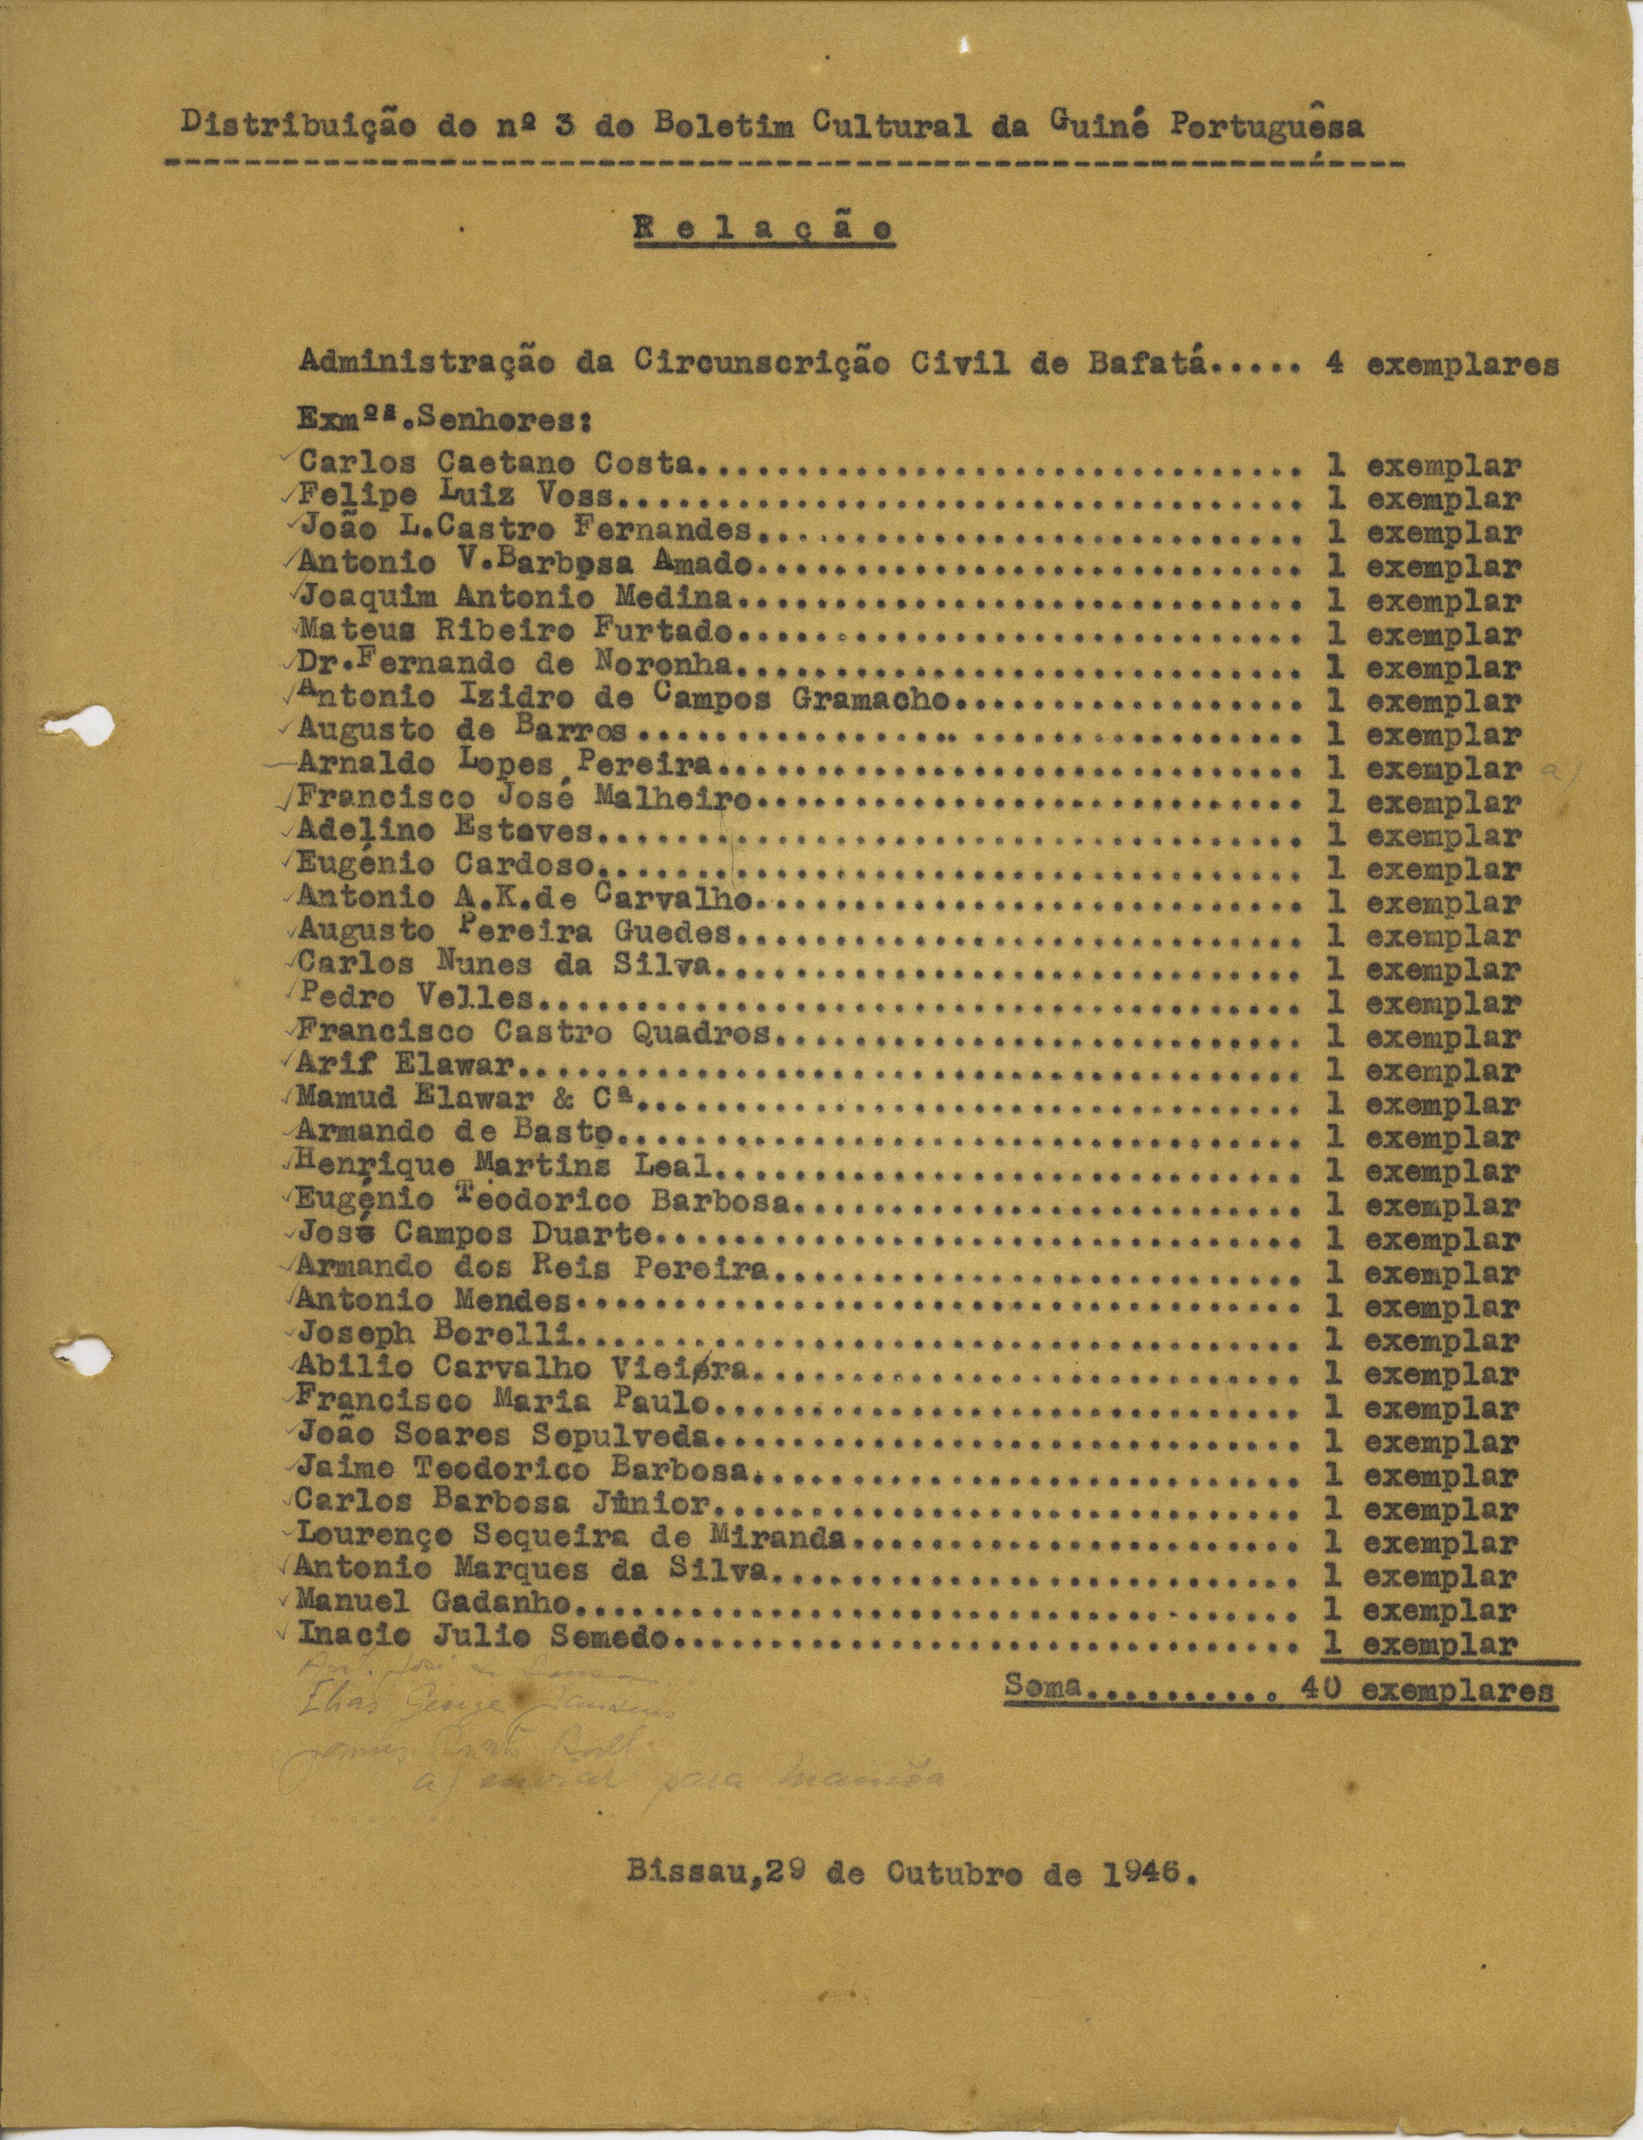 Distribuição do nº 3 do Boletim Cultural da Guiné Portuguêsa
Relação
Administração da Circunscrição Civil de Bafatá..... 4 exemplares
Exmºs.Senhores:
Carlos Caetano Costa............................... 1 exemplar
Felipe Luiz Voss................................... 1 exemplar
João L.Castro Fernandes............................ 1 exemplar
Antonio V.Barbosa Amado............................ 1 exemplar
Joaquim Antonio Medina............................. 1 exemplar
Mateus Ribeiro Furtado............................. 1 exemplar
Dr.Fernando de Noronha............................. 1 exemplar
Antonio Izidro de Campos Gramacho.................. 1 exemplar
Augusto de Barros.................................. 1 exemplar
Arnaldo Lopes Pereira.............................. 1 exemplar a)
Francisco José Malheiro............................ 1 exemplar
Adelino Esteves.................................... 1 exemplar
Eugénio Cardoso.................................... 1 exemplar
Antonio A.K.de Carvalho............................ 1 exemplar
Augusto Pereira Guedes............................. 1 exemplar
Carlos Nunes da Silva.............................. 1 exemplar
Pedro Velles....................................... 1 exemplar
Francisco Castro Quadros........................... 1 exemplar
Arif Elawar........................................ 1 exemplar
Mamud Elawar & Cª.................................. 1 exemplar
Armando de Basto................................... 1 exemplar
Henrique Martins Leal.............................. 1 exemplar
Eugénio Teodorico Barbosa.......................... 1 exemplar
José Campos Duarte................................. 1 exemplar
Armando dos Reis Pereira........................... 1 exemplar
Antonio Mendes..................................... 1 exemplar
Joseph Borelli..................................... 1 exemplar
Abilio Carvalho Vieira............................. 1 exemplar
Francisco Maria Paulo.............................. 1 exemplar
João Soares Sepulveda.............................. 1 exemplar
Jaime Teodorico Barbosa............................ 1 exemplar
Carlos Barbosa Júnior.............................. 1 exemplar
Lourenço Sequeira de Miranda....................... 1 exemplar
Antonio Marques da Silva........................... 1 exemplar
Manuel Gadanho..................................... 1 exemplar
Inacio Julio Semedo................................ 1 exemplar
Soma.......... 40 exemplares
Elias George
a) enviar para
Bissau,29 de Outubro de 1946.